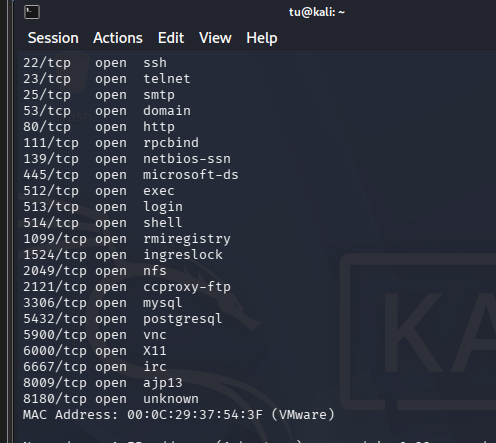 tu@kali: ~
Session Actions Edit View Help
22/tcp open ssh
23/tcp open telnet
25/tcp open smtp
53/tcp open domain
80/tcp open http
111/tcp open rpcbind
139/tcp open netbios-ssn
445/tcp open microsoft-ds
512/tcp open exec
513/tcp open login
514/tcp open shell
1099/tcp open rmiregistry
1524/tcp open ingreslock
2049/tcp open nfs
2121/tcp open ccproxy-ftp
3306/tcp open mysql
5432/tcp open postgresql
5900/tcp open vnc
6000/tcp open X11
6667/tcp open irc
8009/tcp open ajp13
8180/tcp open unknown
MAC Address: 00:0C:29:37:54:3F (VMware)
KA